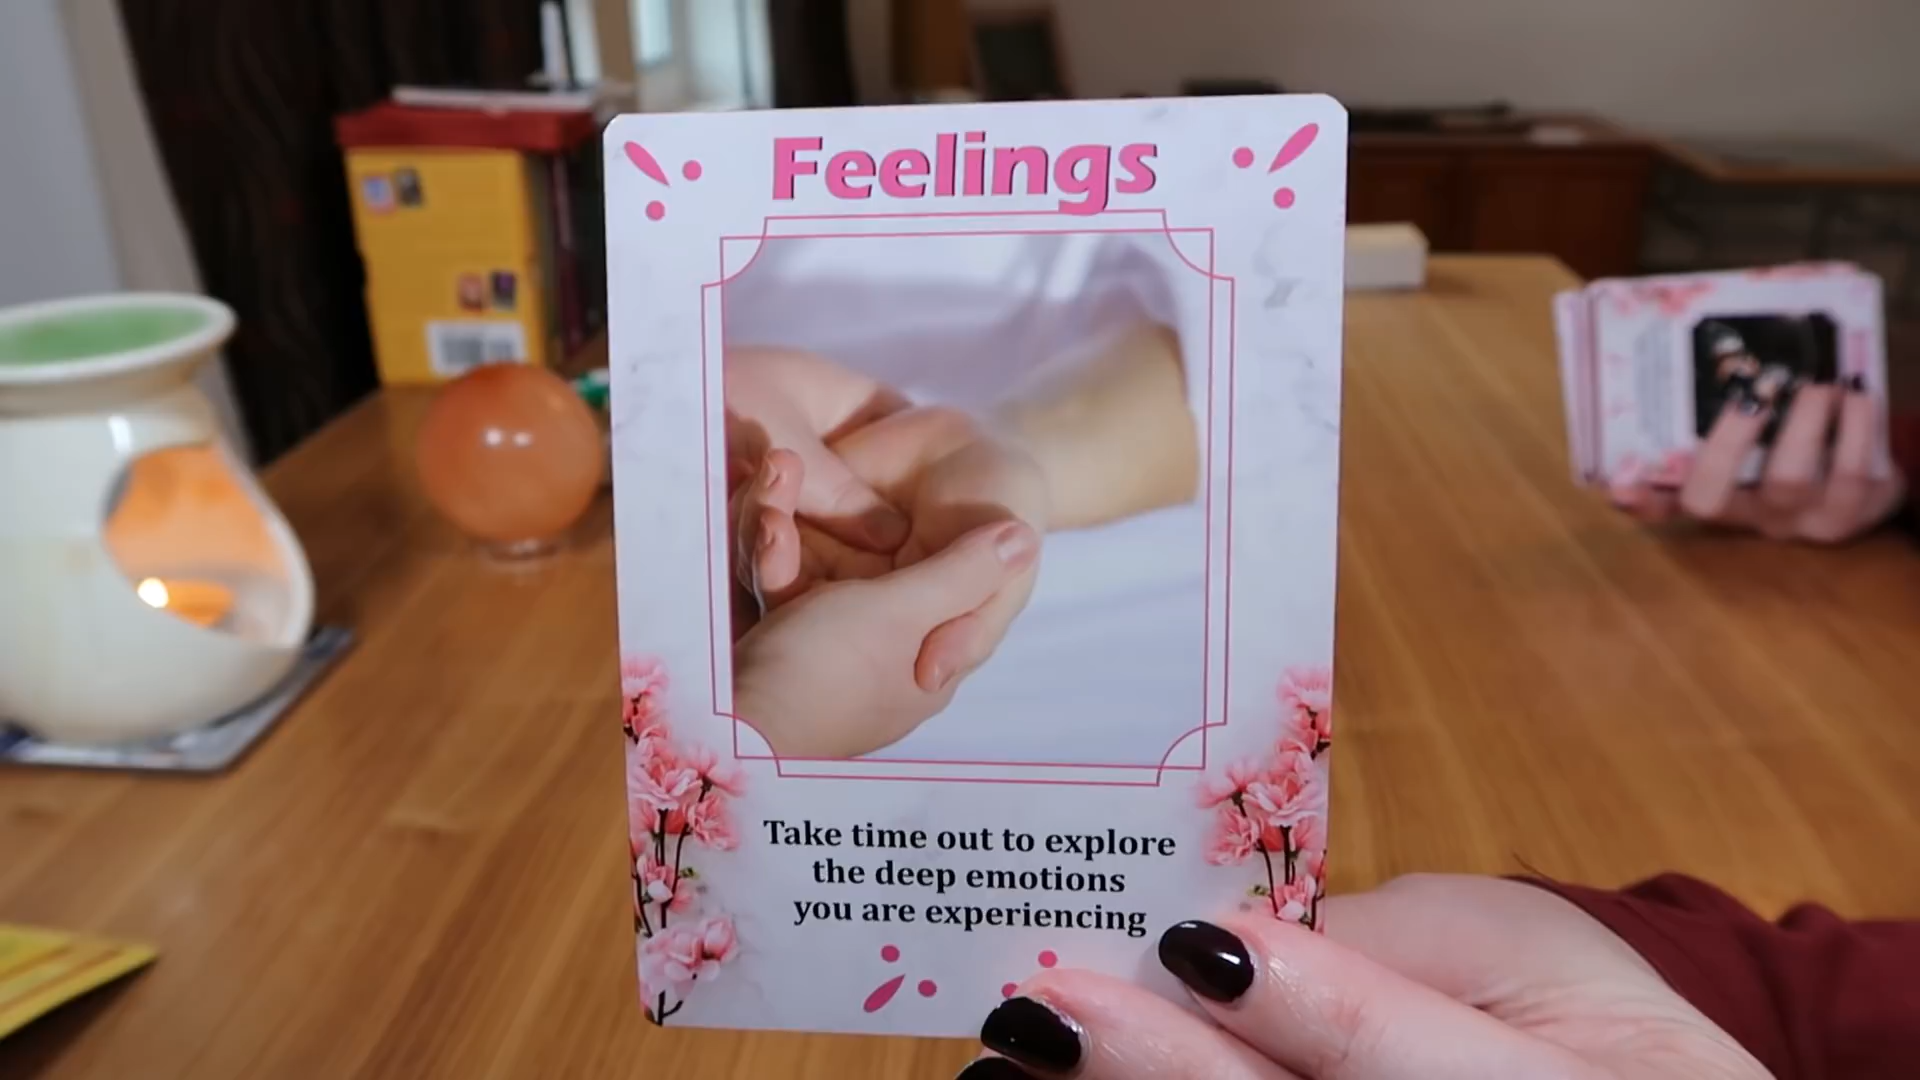 Feelings
Take time out to explore
the deep emotions
you are experiencing